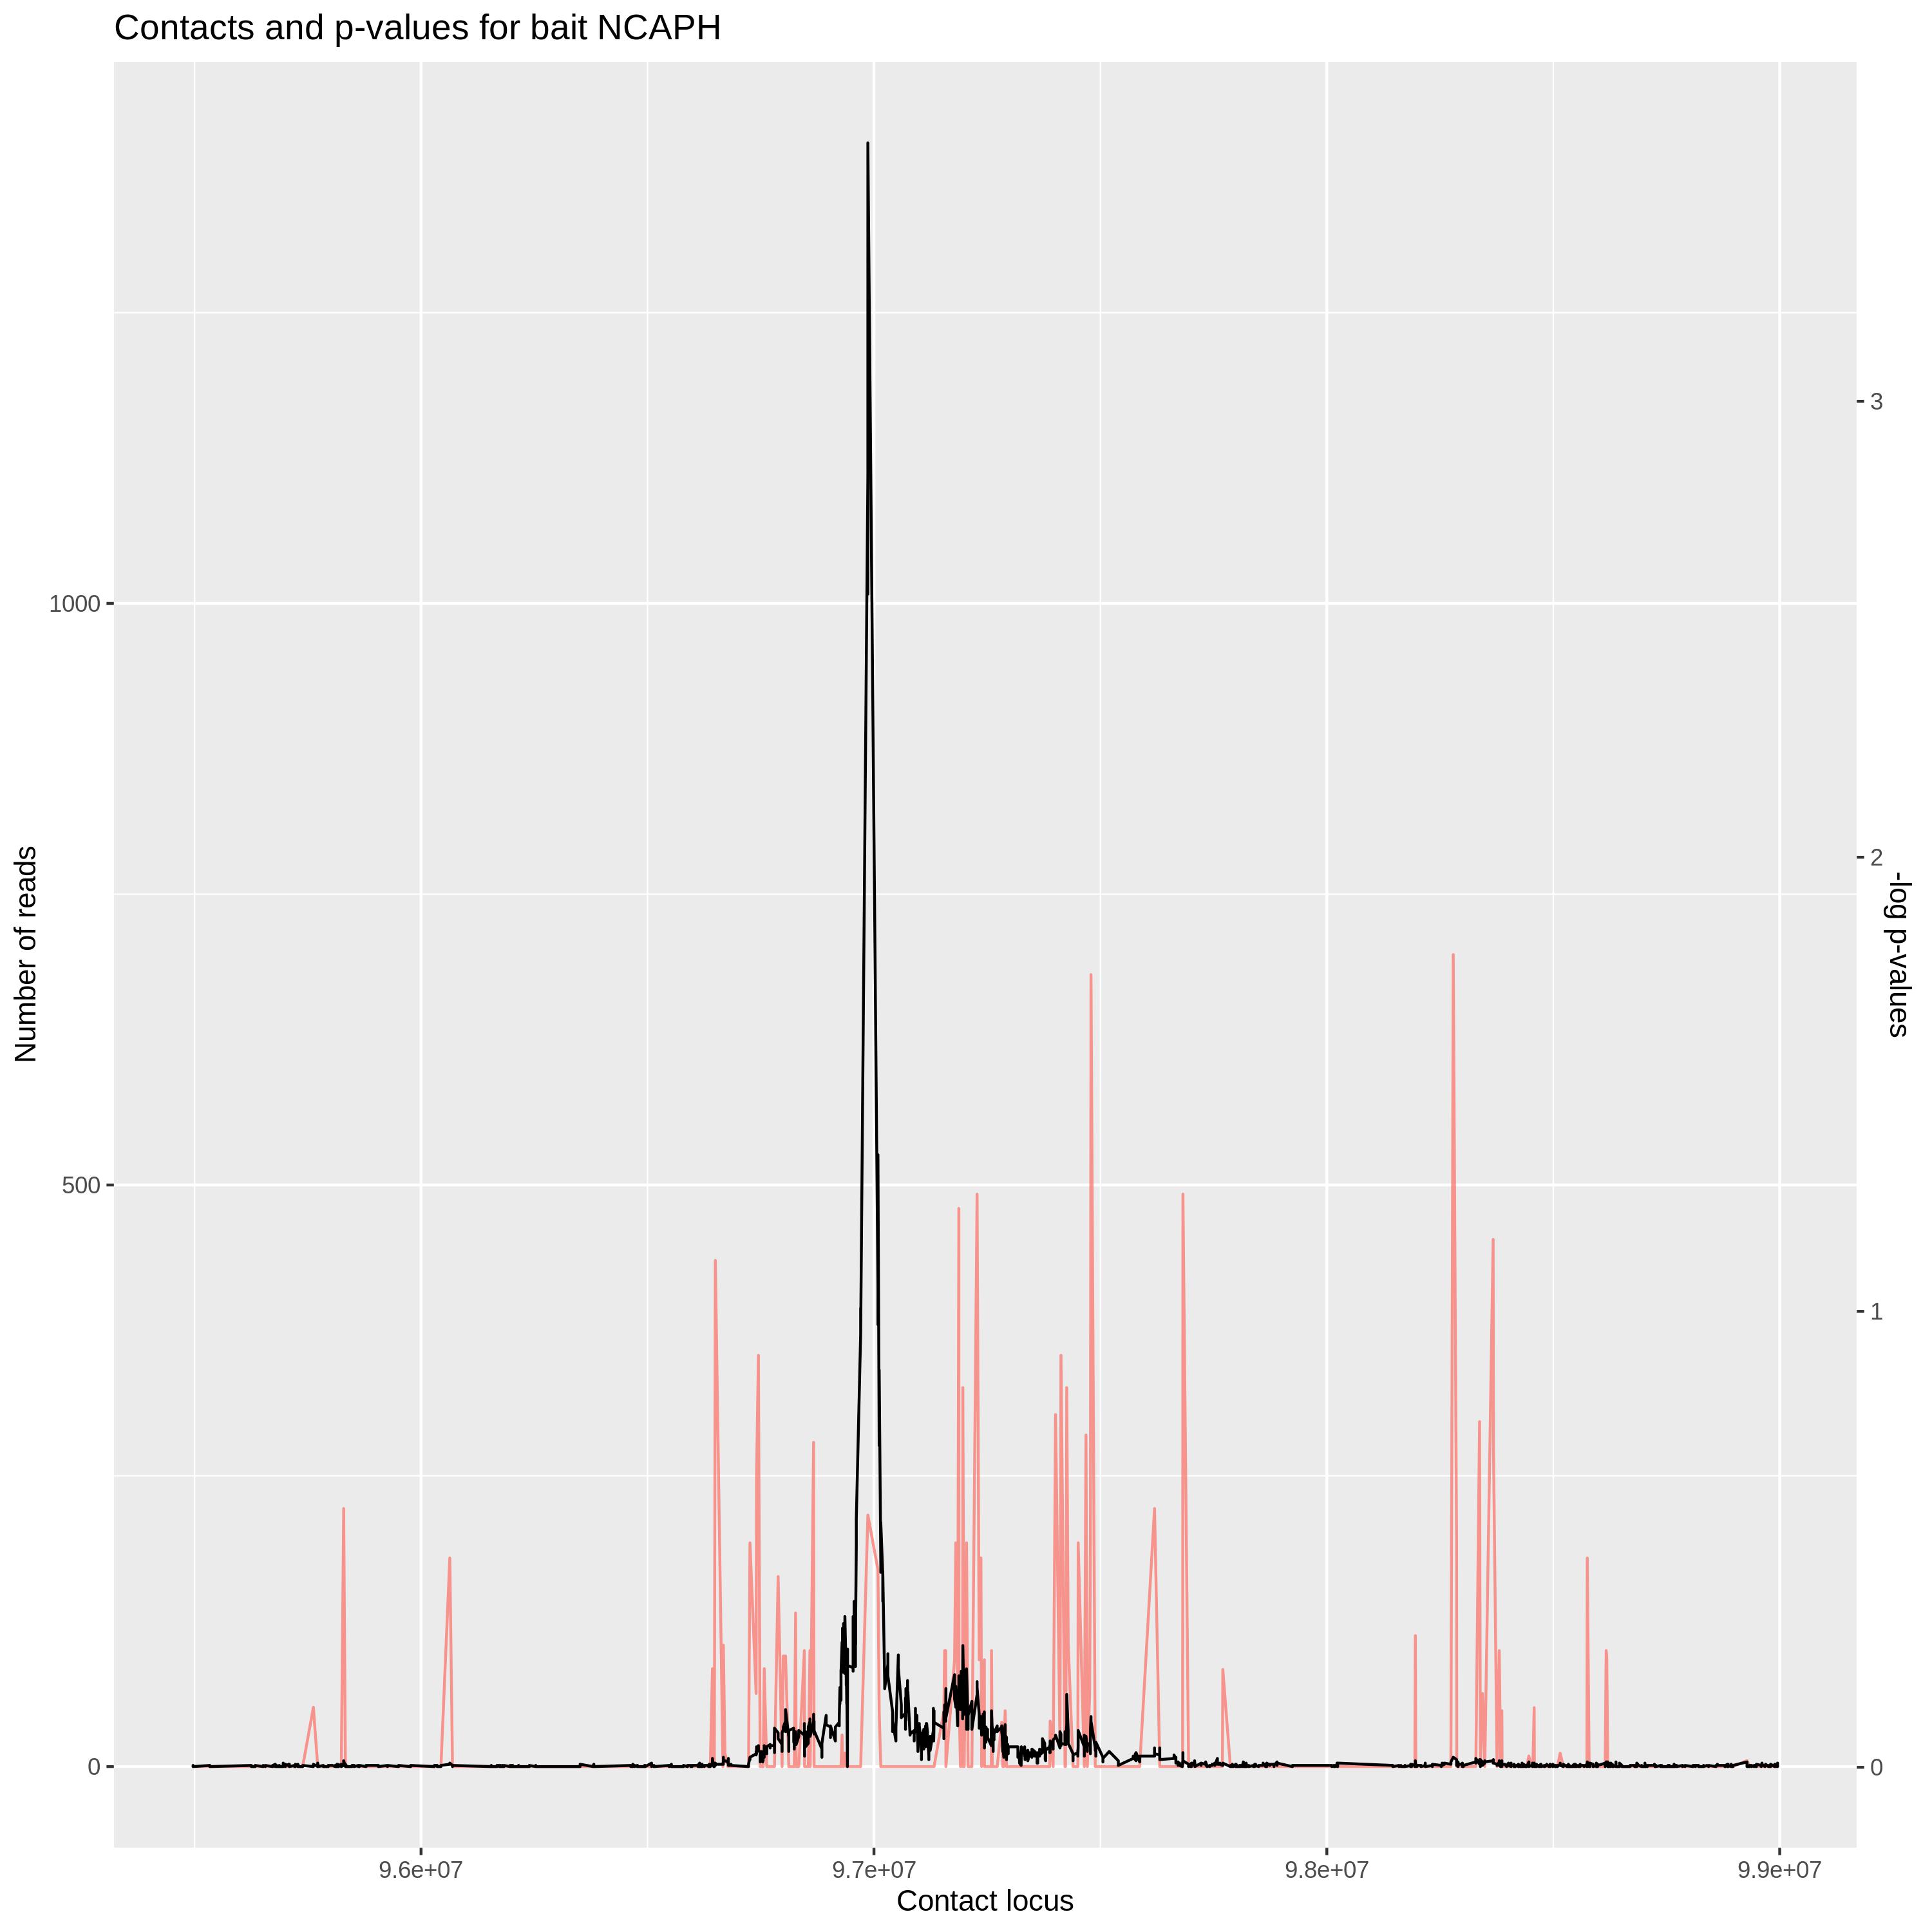 Contacts and p-values for bait NCAPH
Number of reads
1000
500
0
3
2
1
0
-log p-values
9.6e+07
9.7e+07
9.8e+07
9.9e+07
Contact locus